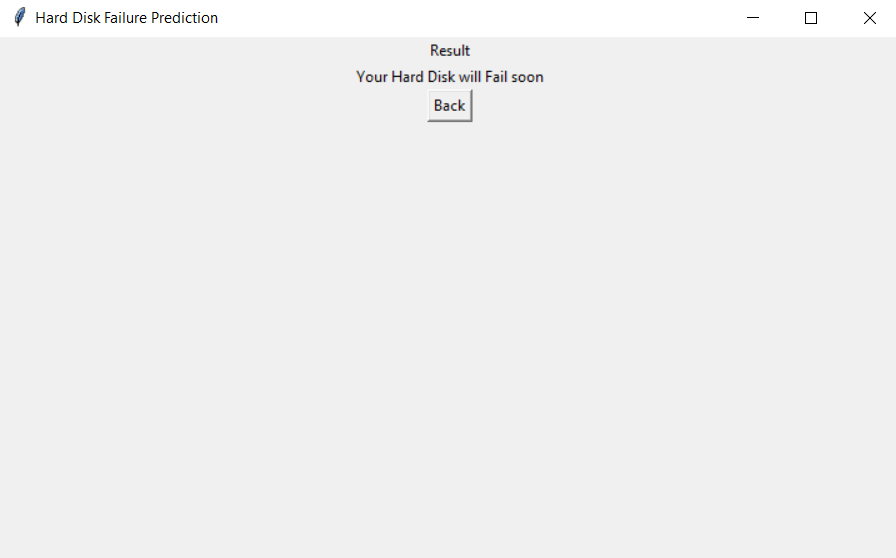 Hard Disk Failure Prediction
Result
Your Hard Disk will Fail soon
Back